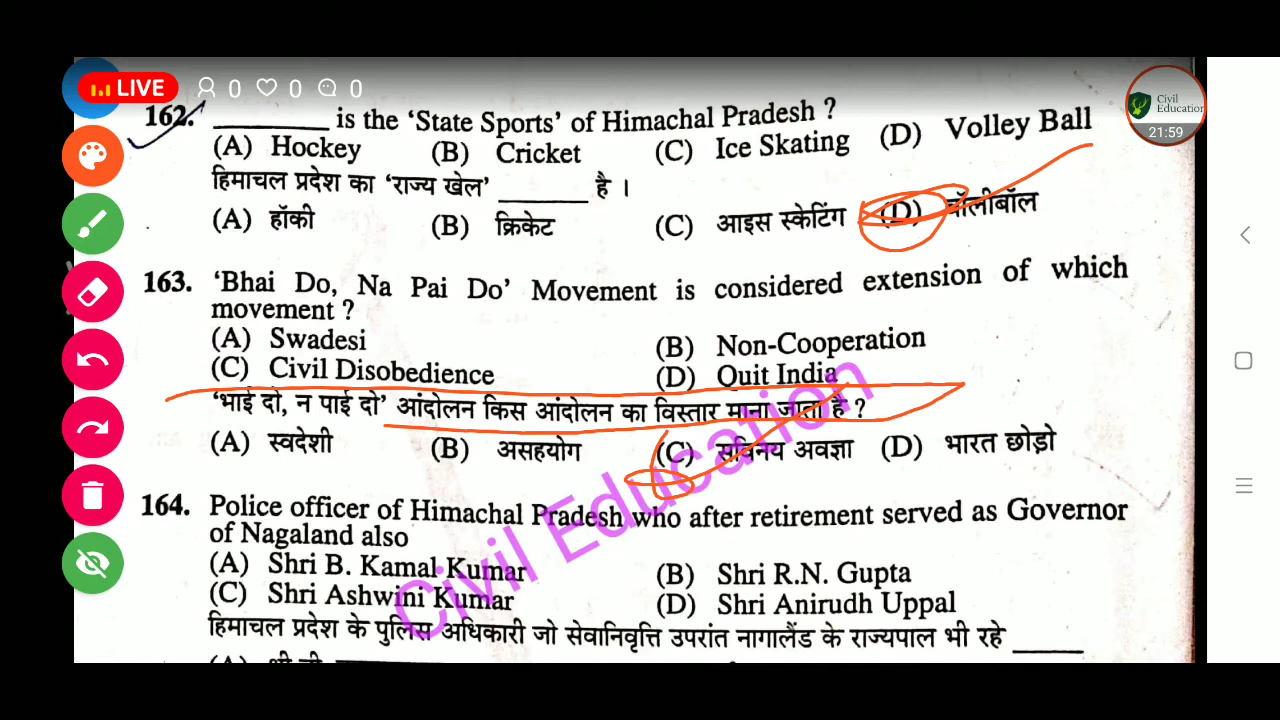 LIVE 0 0 0
Civil Education
21:59
162. ________ is the ‘State Sports’ of Himachal Pradesh ?
(A) Hockey (B) Cricket (C) Ice Skating (D) Volley Ball
हिमाचल प्रदेश का ‘राज्य खेल’ ________ है ।
(A) हॉकी (B) क्रिकेट (C) आइस स्केटिंग (D) वॉलीबॉल
163. ‘Bhai Do, Na Pai Do’ Movement is considered extension of which
movement ?
(A) Swadesi (B) Non-Cooperation
(C) Civil Disobedience (D) Quit India
‘भाई दो, न पाई दो’ आंदोलन किस आंदोलन का विस्तार माना जाता है ?
(A) स्वदेशी (B) असहयोग (C) सविनय अवज्ञा (D) भारत छोड़ो
164. Police officer of Himachal Pradesh who after retirement served as Governor
of Nagaland also
(A) Shri B. Kamal Kumar (B) Shri R.N. Gupta
(C) Shri Ashwini Kumar (D) Shri Anirudh Uppal
हिमाचल प्रदेश के पुलिस अधिकारी जो सेवानिवृत्ति उपरांत नागालैंड के राज्यपाल भी रहे ________
Civil Education